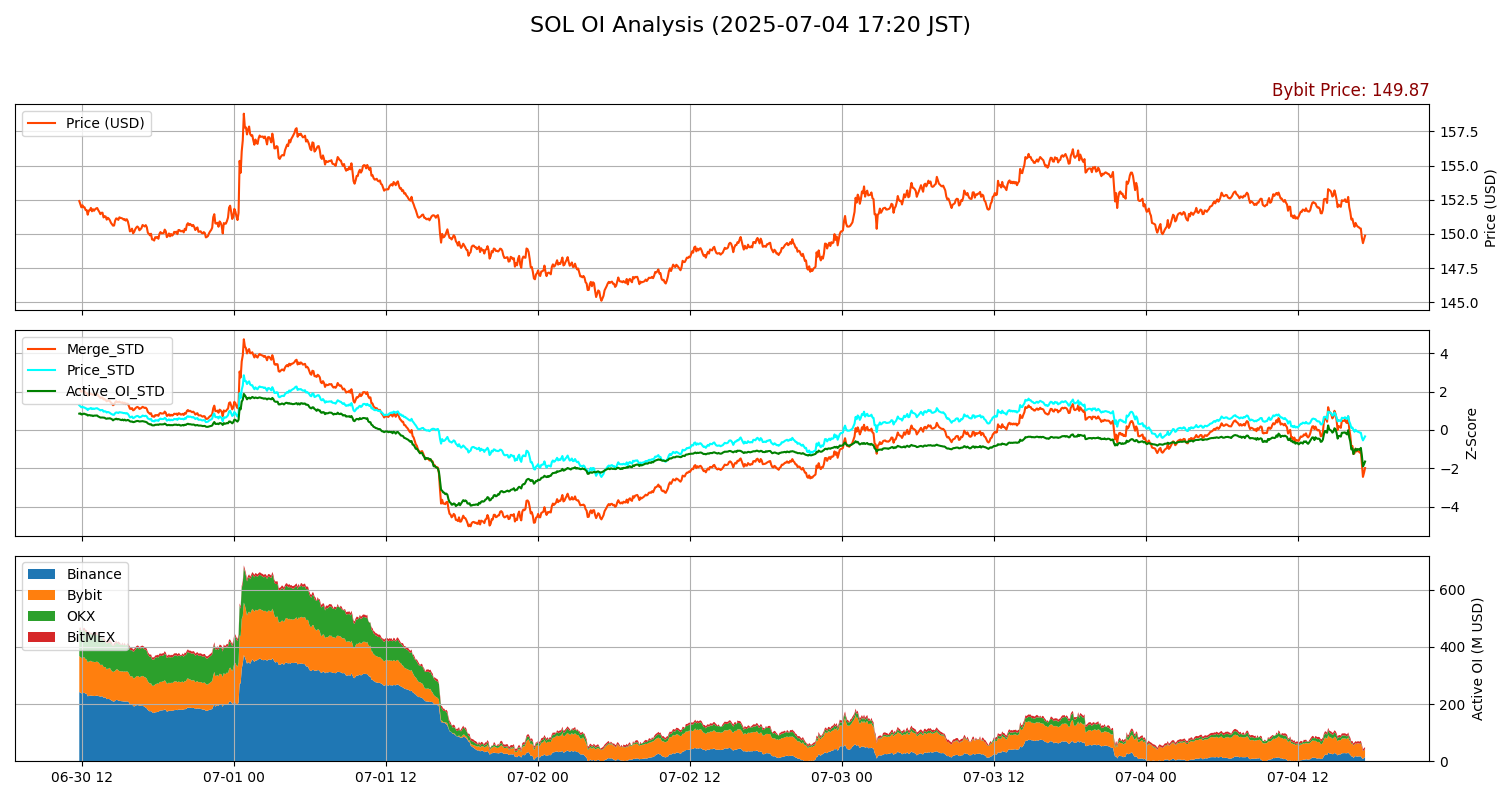 SOL OI Analysis (2025-07-04 17:20 JST)
Bybit Price: 149.87
Price (USD)
157.5
155.0
152.5
150.0
147.5
145.0
Price (USD)
Merge_STD
Price_STD
Active_OI_STD
4
2
0
−2
−4
Z-Score
Binance
Bybit
OKX
BitMEX
600
400
200
0
Active OI (M USD)
06-30 12
07-01 00
07-01 12
07-02 00
07-02 12
07-03 00
07-03 12
07-04 00
07-04 12